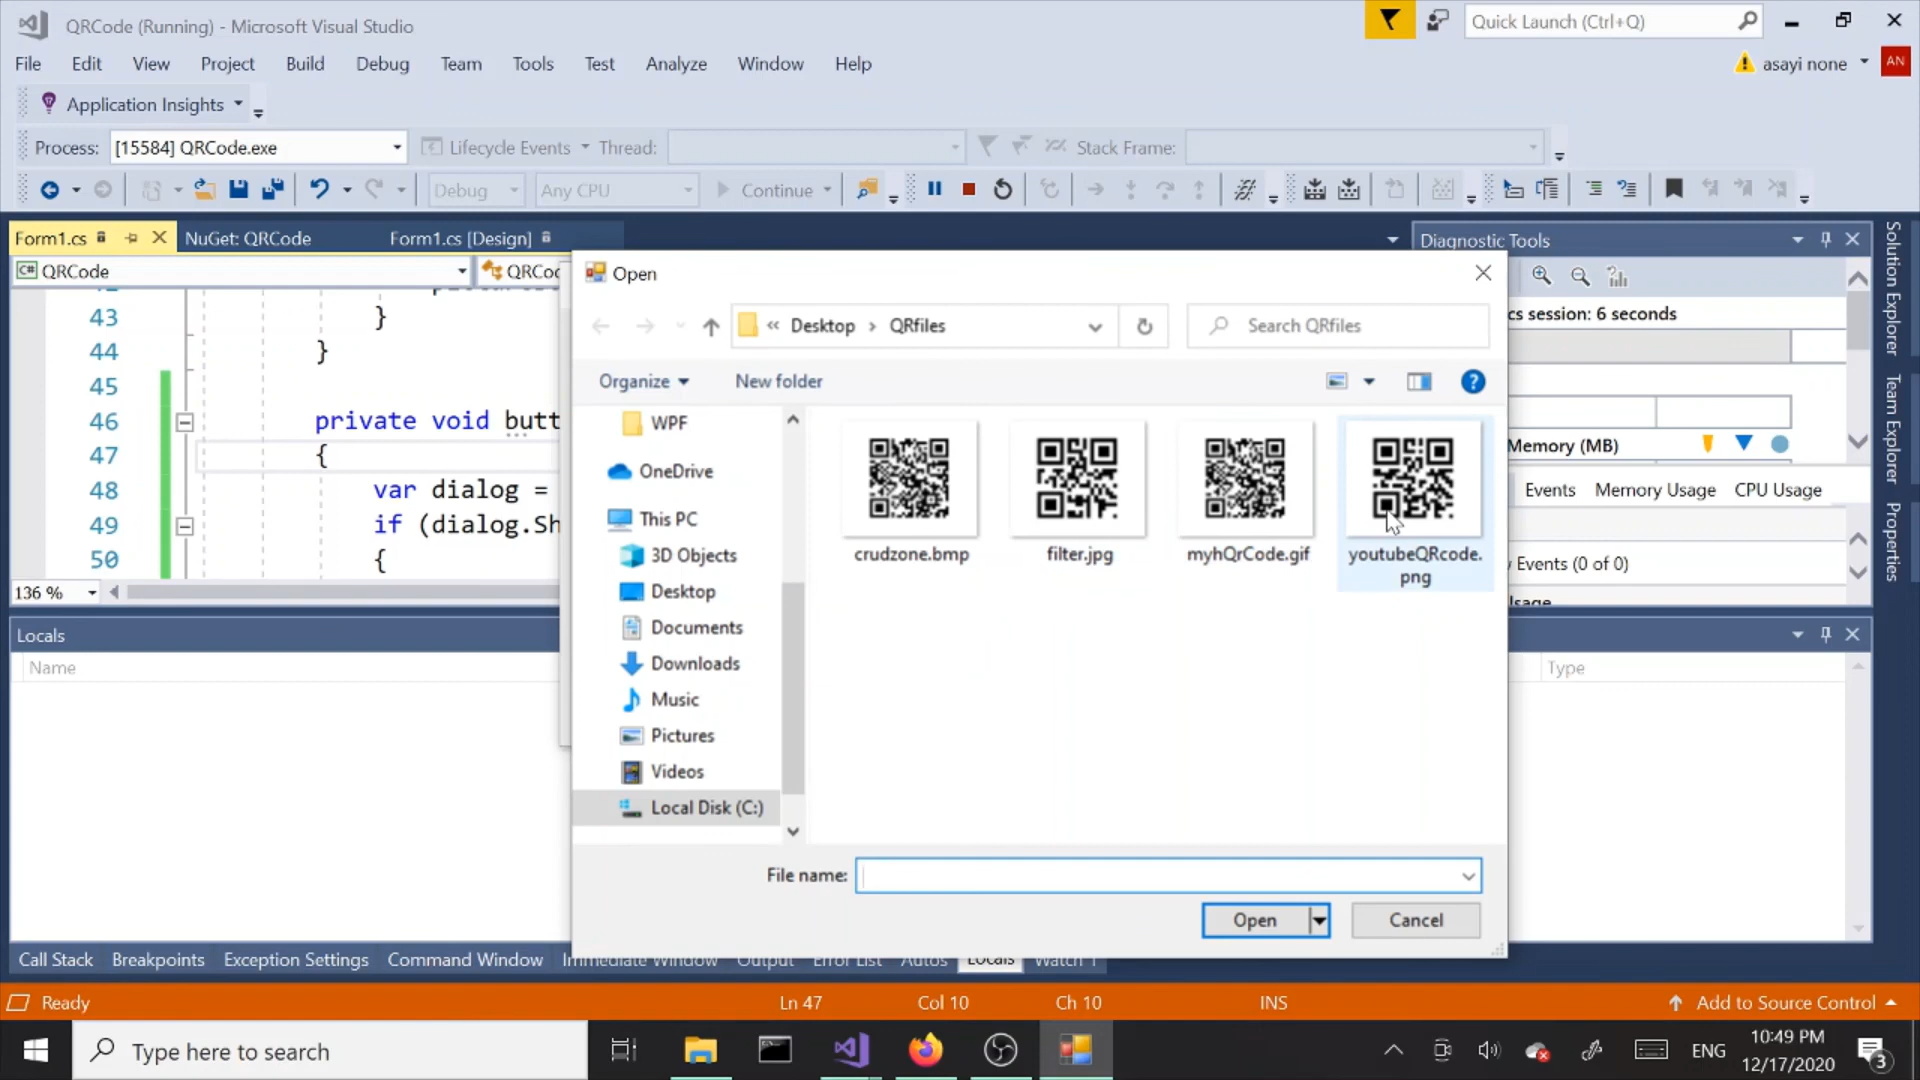 QRCode (Running) - Microsoft Visual Studio
Quick Launch (Ctrl+Q)
File Edit View Project Build Debug Team Tools Test Analyze Window Help
asayi none AN
Application Insights
Process: [15584] QRCode.exe Lifecycle Events Thread: Stack Frame:
Debug Any CPU Continue
Form1.cs NuGet: QRCode Form1.cs [Design]
Diagnostic Tools
Solution Explorer
Team Explorer
Properties
C# QRCode
Open
cs session: 6 seconds
43 }
44 }
45
46 private void butt
47 {
48 var dialog =
49 if (dialog.Sh
50 {
136 %
Desktop QRfiles
Search QRfiles
Organize New folder
WPF
OneDrive
This PC
3D Objects
Desktop
Documents
Downloads
Music
Pictures
Videos
Local Disk (C:)
crudzone.bmp
filter.jpg
myhQrCode.gif
youtubeQRcode.
png
File name:
Open Cancel
Memory (MB)
Events Memory Usage CPU Usage
Events (0 of 0)
Locals
Name
Type
Call Stack Breakpoints Exception Settings Command Window Immediate Window Output Error List Autos Locals Watch 1
Ready Ln 47 Col 10 Ch 10 INS Add to Source Control
Type here to search
ENG
10:49 PM
12/17/2020
3